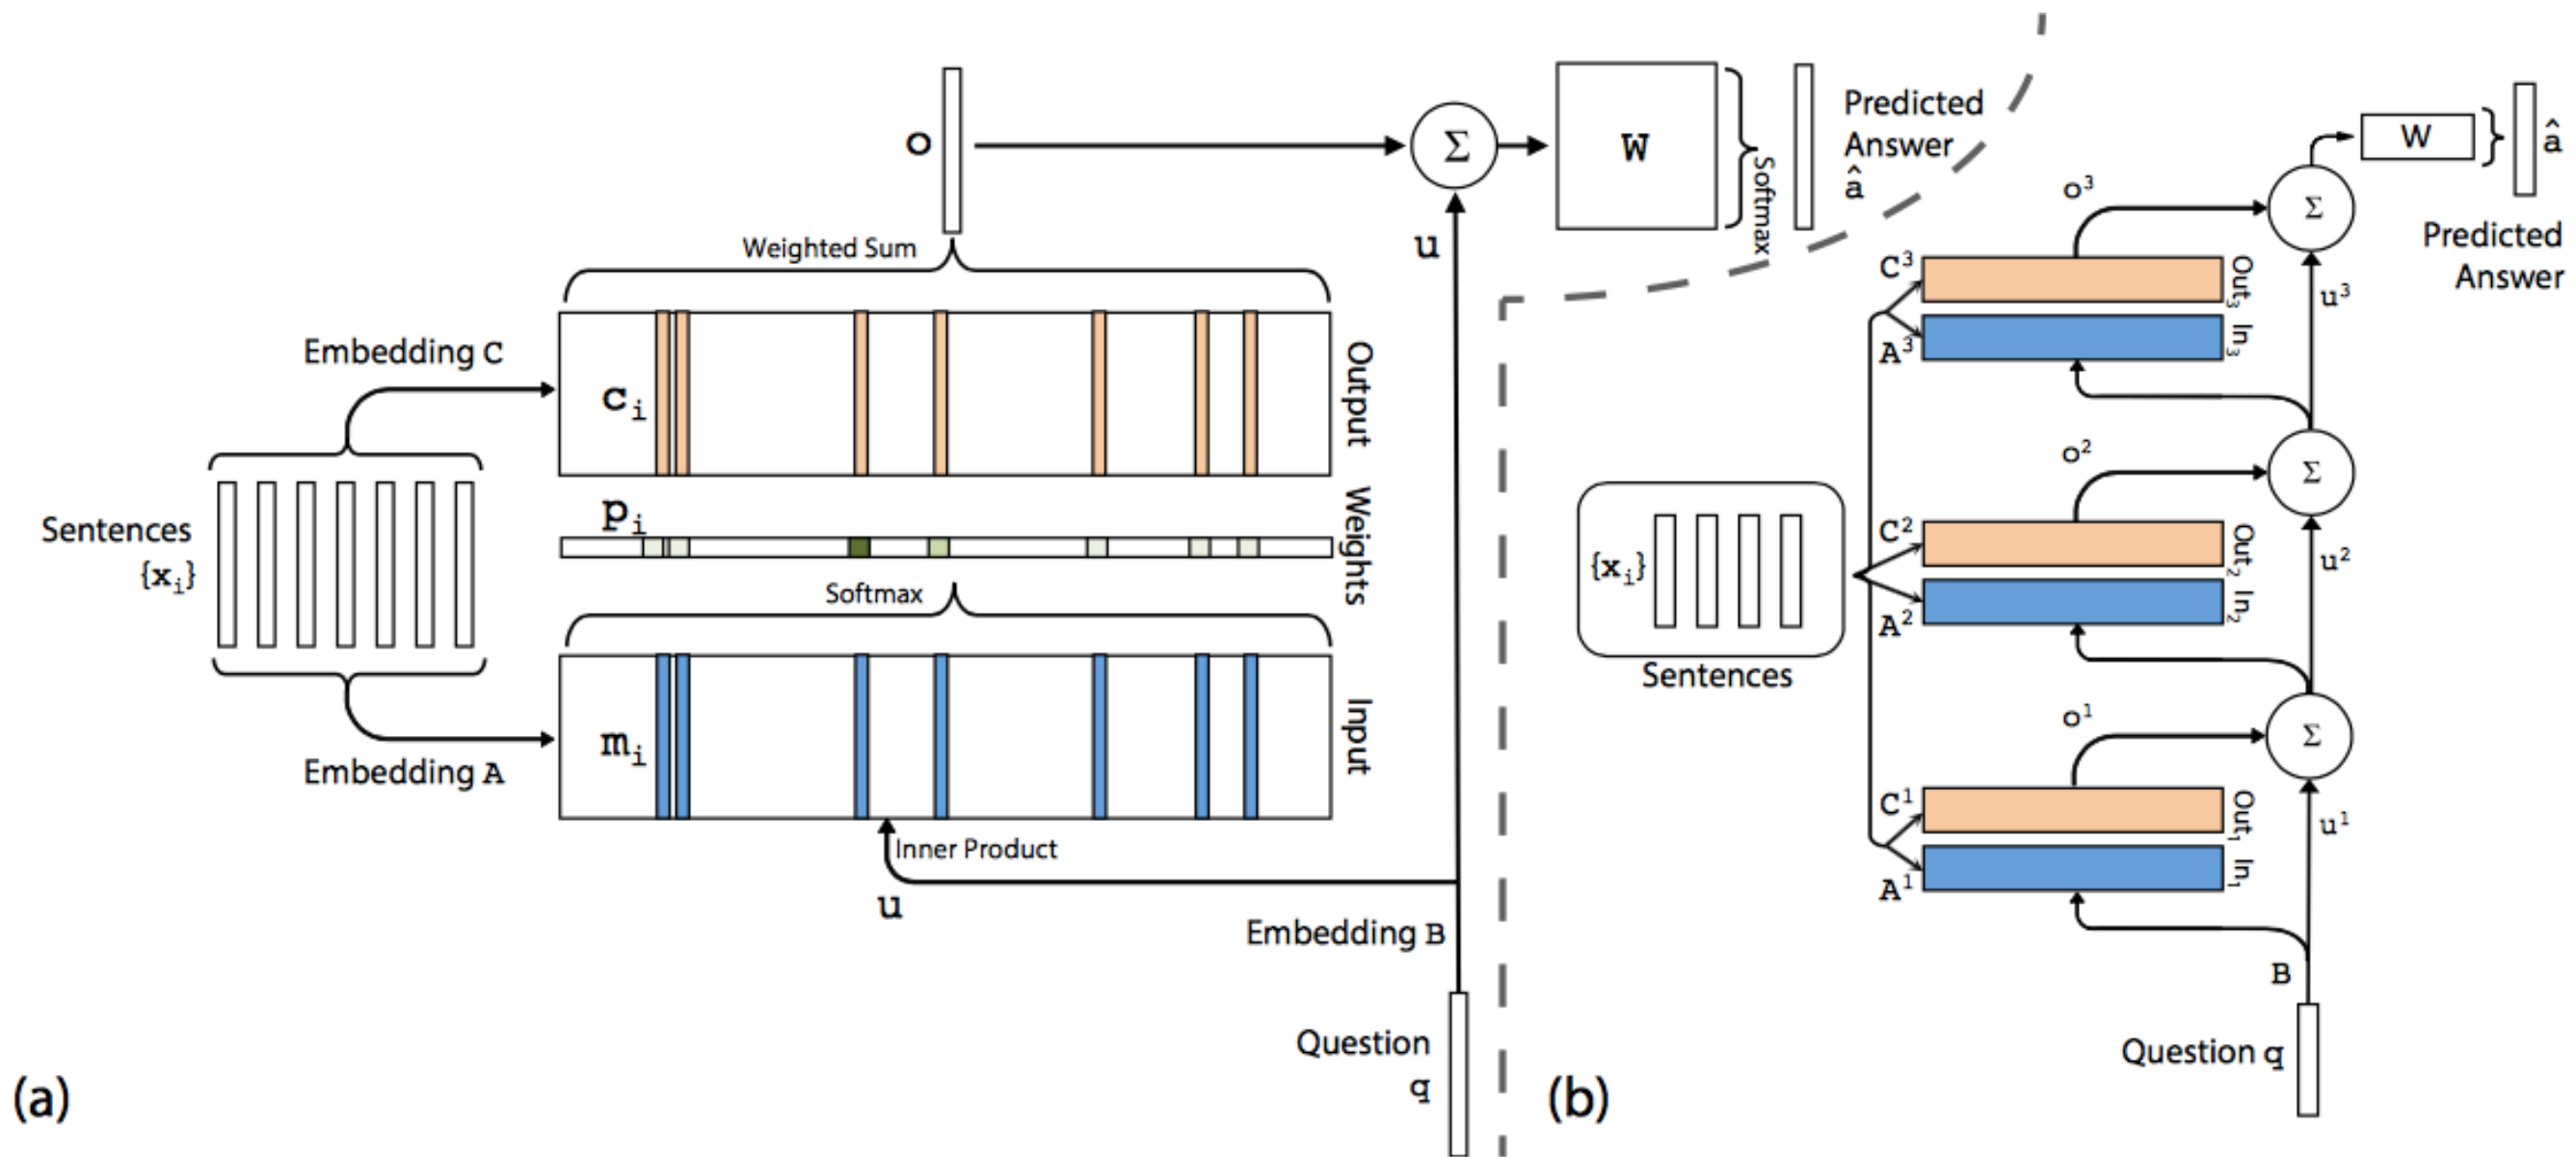 o
Weighted Sum
Embedding C
c_i
Output
Sentences
{x_i}
p_i
Weights
Softmax
m_i
Input
Embedding A
Inner Product
u
Embedding B
Question
q
u
Σ
W
Softmax
Predicted
Answer
â
(a)
W
â
Predicted
Answer
Σ
o³
C³
Out₃
A³
In₃
u³
Σ
o²
C²
Out₂
A²
In₂
u²
{x_i}
Sentences
Σ
o¹
C¹
Out₁
A¹
In₁
u¹
B
Question q
(b)